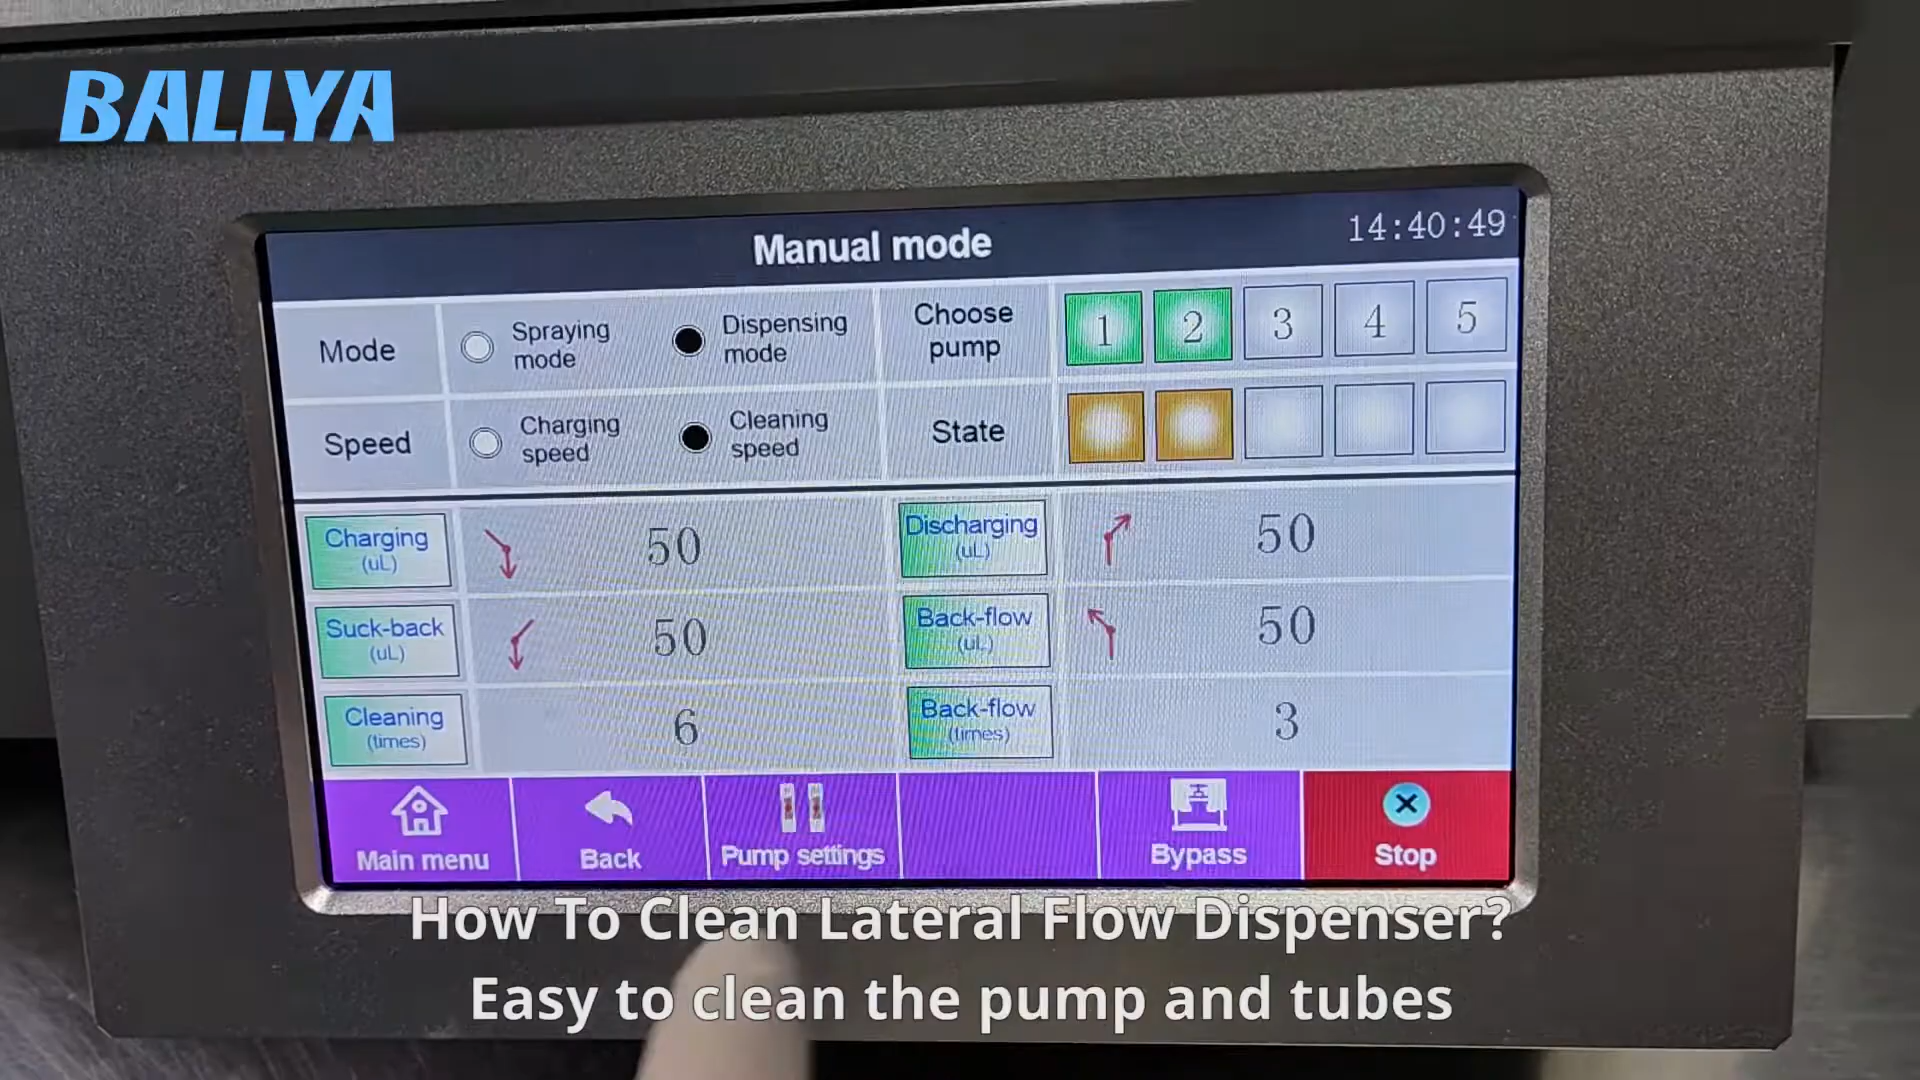 BALLYA
Manual mode
14:40:49
Mode
Spraying
mode
Dispensing
mode
Choose
pump
1 2 3 4 5
Speed
Charging
speed
Cleaning
speed
State
Charging
(uL)
50
Discharging
(uL)
50
Suck-back
(uL)
50
Back-flow
(uL)
50
Cleaning
(times)
6
Back-flow
(times)
3
Main menu
Back
Pump settings
Bypass
Stop
How To Clean Lateral Flow Dispenser?
Easy to clean the pump and tubes